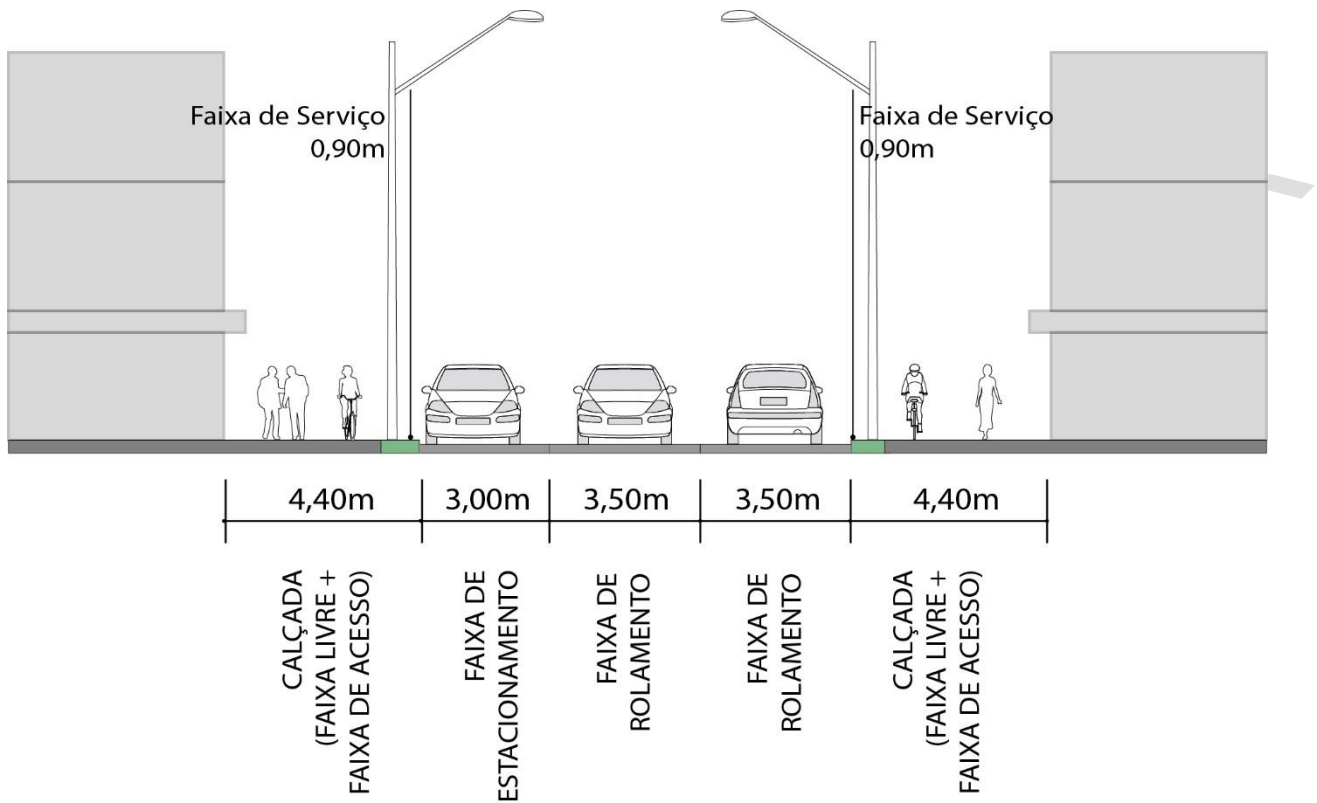 Faixa de Serviço
0,90m
Faixa de Serviço
0,90m
4,40m
3,00m
3,50m
3,50m
4,40m
CALÇADA
(FAIXA LIVRE +
FAIXA DE ACESSO)
FAIXA DE
ESTACIONAMENTO
FAIXA DE
ROLAMENTO
FAIXA DE
ROLAMENTO
CALÇADA
(FAIXA LIVRE +
FAIXA DE ACESSO)